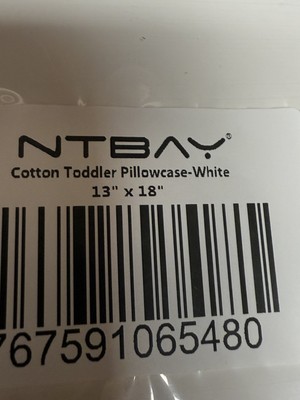 NTBAY®
Cotton Toddler Pillowcase-White
13" x 18"
767591065480